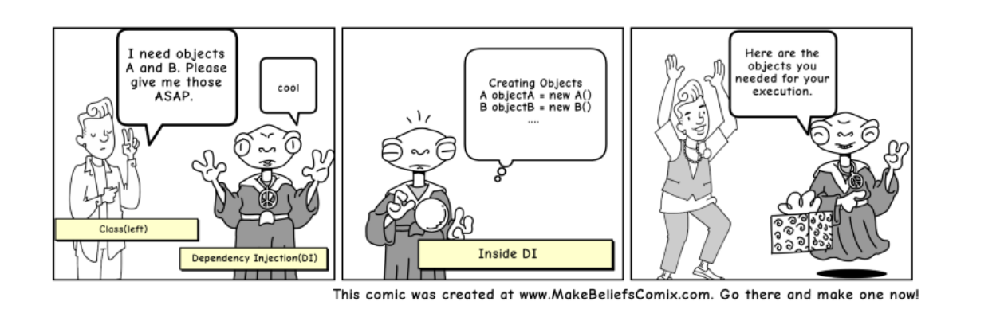 I need objects
A and B. Please
give me those
ASAP.
cool
Class(left)
Dependency Injection(DI)
Creating Objects
A objectA = new A()
B objectB = new B()
....
Inside DI
Here are the
objects you
needed for your
execution.
This comic was created at www.MakeBeliefsComix.com. Go there and make one now!